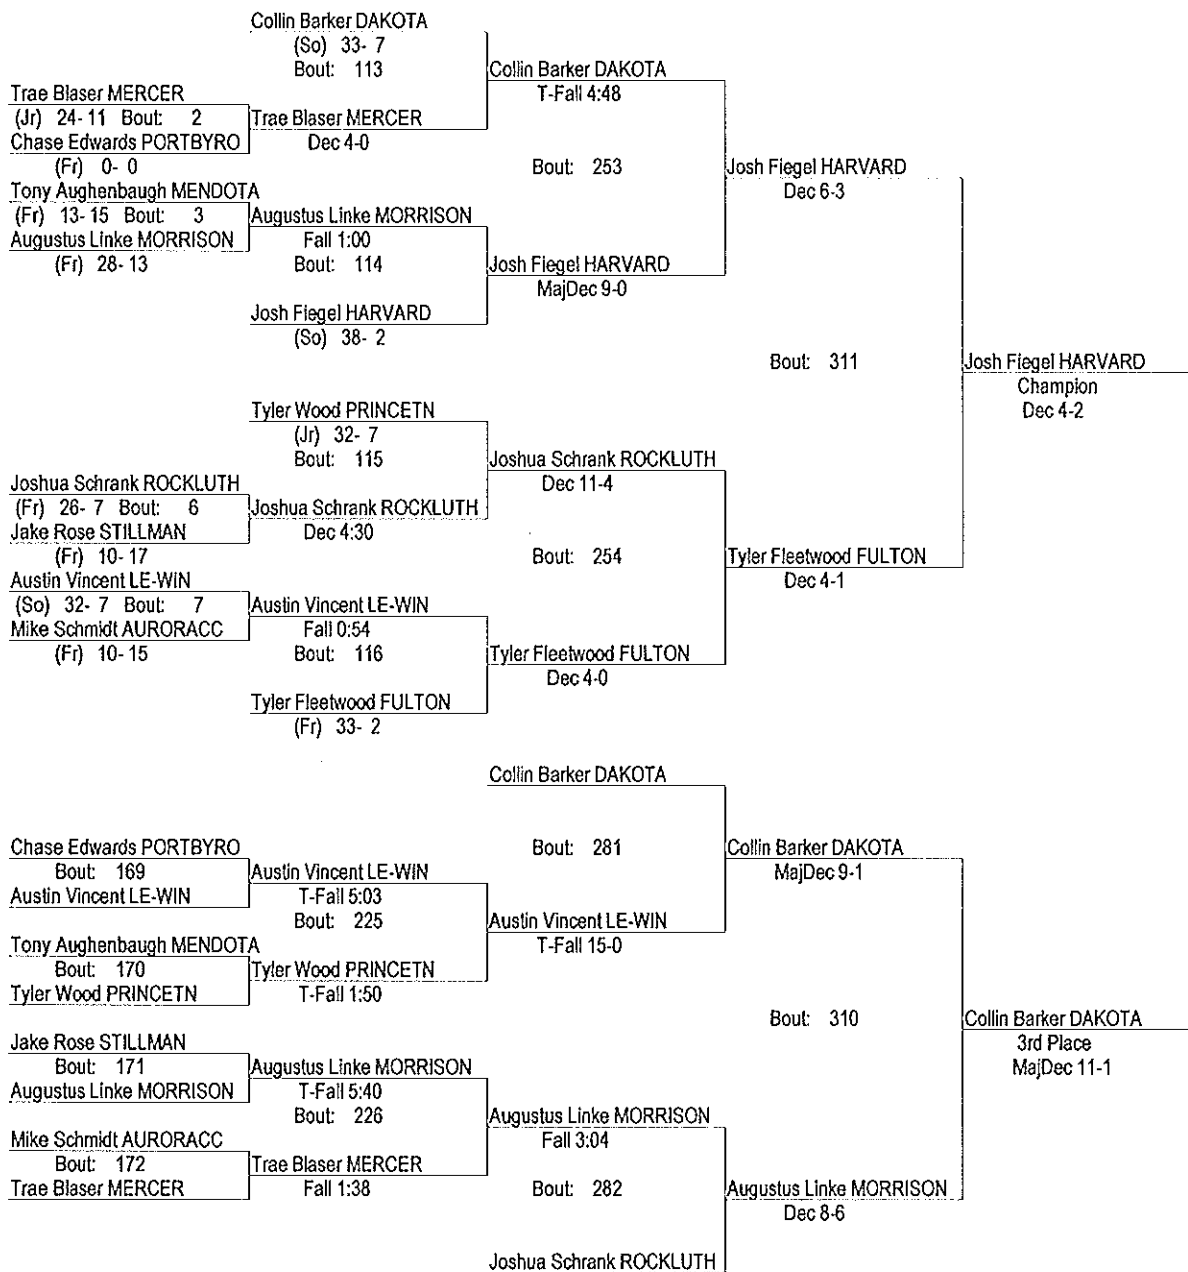 Collin Barker DAKOTA
(So) 33- 7
Bout: 113
Collin Barker DAKOTA
T-Fall 4:48
Trae Blaser MERCER
(Jr) 24- 11 Bout: 2
Trae Blaser MERCER
Chase Edwards PORTBYRO
Dec 4-0
(Fr) 0- 0
Bout: 253
Josh Fiegel HARVARD
Dec 6-3
Tony Aughenbaugh MENDOTA
(Fr) 13- 15 Bout: 3
Augustus Linke MORRISON
Augustus Linke MORRISON
Fall 1:00
(Fr) 28- 13
Bout: 114
Josh Fiegel HARVARD
MajDec 9-0
Josh Fiegel HARVARD
(So) 38- 2
Bout: 311
Josh Fiegel HARVARD
Champion
Dec 4-2
Tyler Wood PRINCETN
(Jr) 32- 7
Bout: 115
Joshua Schrank ROCKLUTH
Dec 11-4
Joshua Schrank ROCKLUTH
(Fr) 26- 7 Bout: 6
Joshua Schrank ROCKLUTH
Jake Rose STILLMAN
Dec 4:30
(Fr) 10- 17
Bout: 254
Tyler Fleetwood FULTON
Dec 4-1
Austin Vincent LE-WIN
(So) 32- 7 Bout: 7
Austin Vincent LE-WIN
Mike Schmidt AURORACC
Fall 0:54
(Fr) 10- 15
Bout: 116
Tyler Fleetwood FULTON
Dec 4-0
Tyler Fleetwood FULTON
(Fr) 33- 2
Collin Barker DAKOTA
Chase Edwards PORTBYRO
Bout: 281
Collin Barker DAKOTA
Bout: 169
Austin Vincent LE-WIN
MajDec 9-1
Austin Vincent LE-WIN
T-Fall 5:03
Bout: 225
Austin Vincent LE-WIN
T-Fall 15-0
Tony Aughenbaugh MENDOTA
Bout: 170
Tyler Wood PRINCETN
Tyler Wood PRINCETN
T-Fall 1:50
Bout: 310
Collin Barker DAKOTA
3rd Place
MajDec 11-1
Jake Rose STILLMAN
Bout: 171
Augustus Linke MORRISON
Augustus Linke MORRISON
T-Fall 5:40
Bout: 226
Augustus Linke MORRISON
Fall 3:04
Mike Schmidt AURORACC
Bout: 172
Trae Blaser MERCER
Trae Blaser MERCER
Fall 1:38
Bout: 282
Augustus Linke MORRISON
Dec 8-6
Joshua Schrank ROCKLUTH